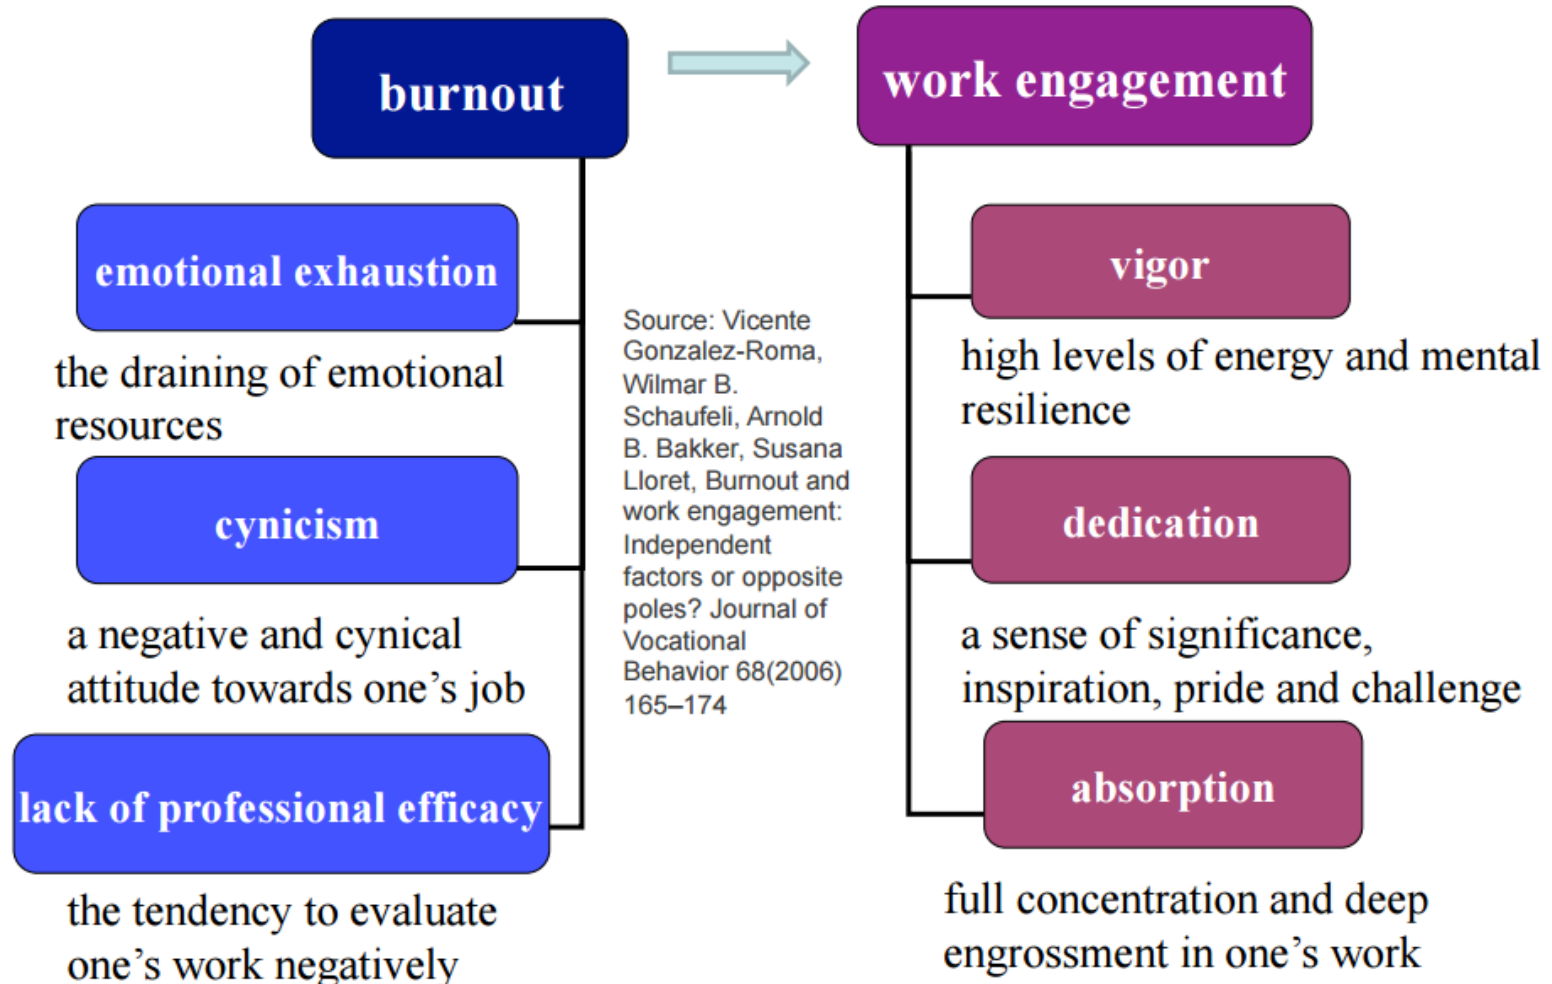 burnout
work engagement
emotional exhaustion
the draining of emotional
resources
cynicism
a negative and cynical
attitude towards one’s job
lack of professional efficacy
the tendency to evaluate
one’s work negatively
Source: Vicente
Gonzalez-Roma,
Wilmar B.
Schaufeli, Arnold
B. Bakker, Susana
Lloret, Burnout and
work engagement:
Independent
factors or opposite
poles? Journal of
Vocational
Behavior 68(2006)
165–174
vigor
high levels of energy and mental
resilience
dedication
a sense of significance,
inspiration, pride and challenge
absorption
full concentration and deep
engrossment in one’s work